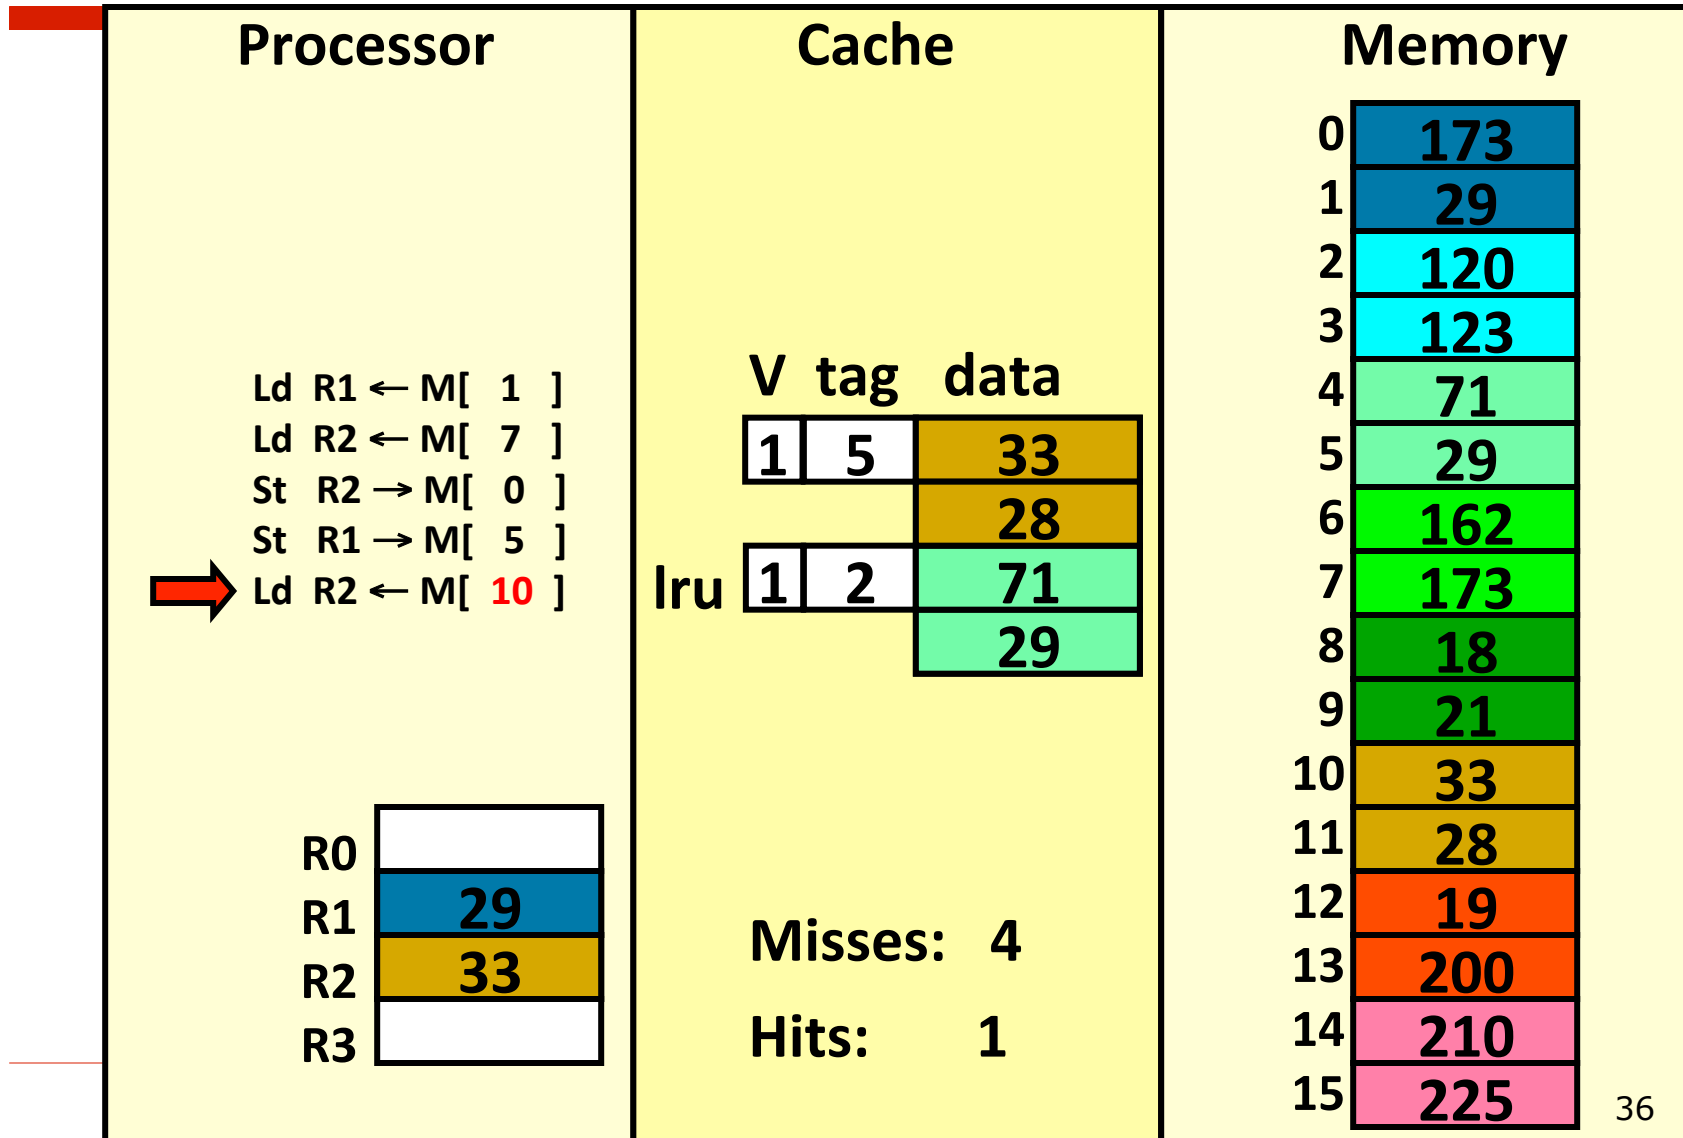 Processor
Ld R1 ← M[ 1 ]
Ld R2 ← M[ 7 ]
St R2 → M[ 0 ]
St R1 → M[ 5 ]
Ld R2 ← M[ 10 ]
R0
R1 29
R2 33
R3
Cache
V tag data
1 5 33
28
lru 1 2 71
29
Misses: 4
Hits: 1
Memory
0 173
1 29
2 120
3 123
4 71
5 29
6 162
7 173
8 18
9 21
10 33
11 28
12 19
13 200
14 210
15 225
36